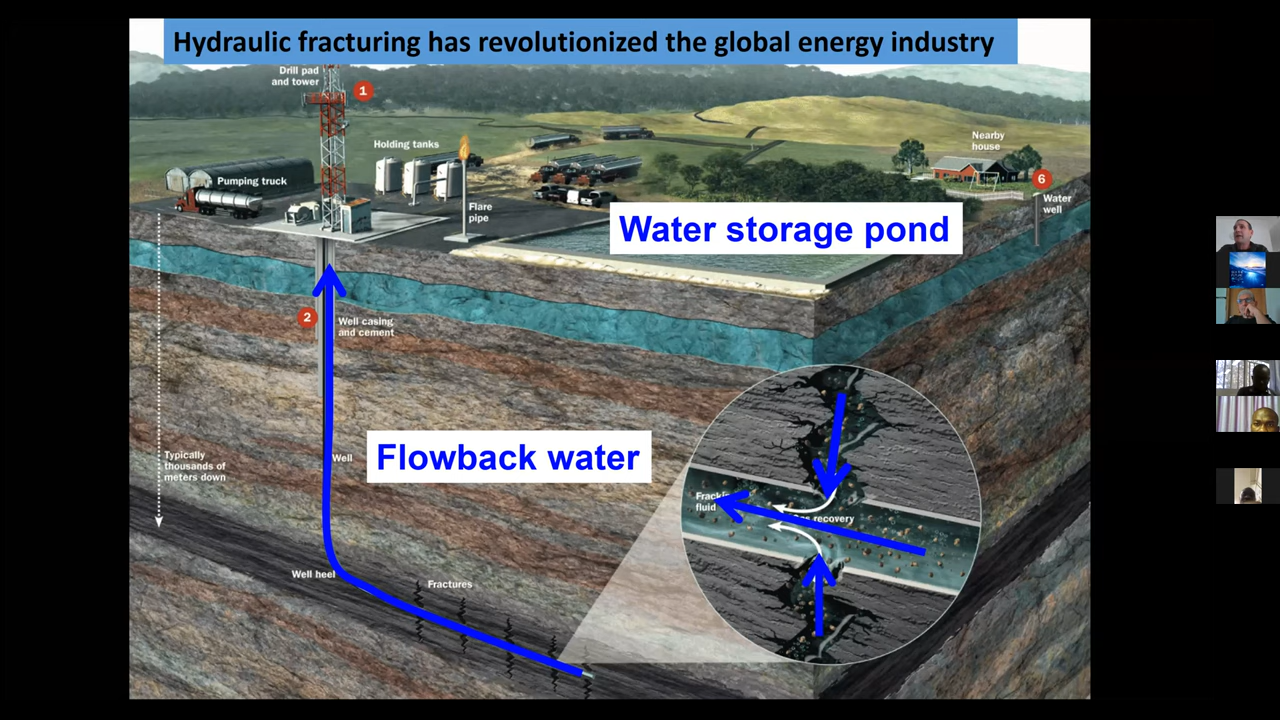 Hydraulic fracturing has revolutionized the global energy industry
Drill pad
and tower
1
Holding tanks
Nearby
house
Pumping truck
6
Flare
pipe
Water
well
Water storage pond
2
Well casing
and cement
Typically
thousands of
meters down
Well
Flowback water
fluid
recovery
Well heel
Fractures